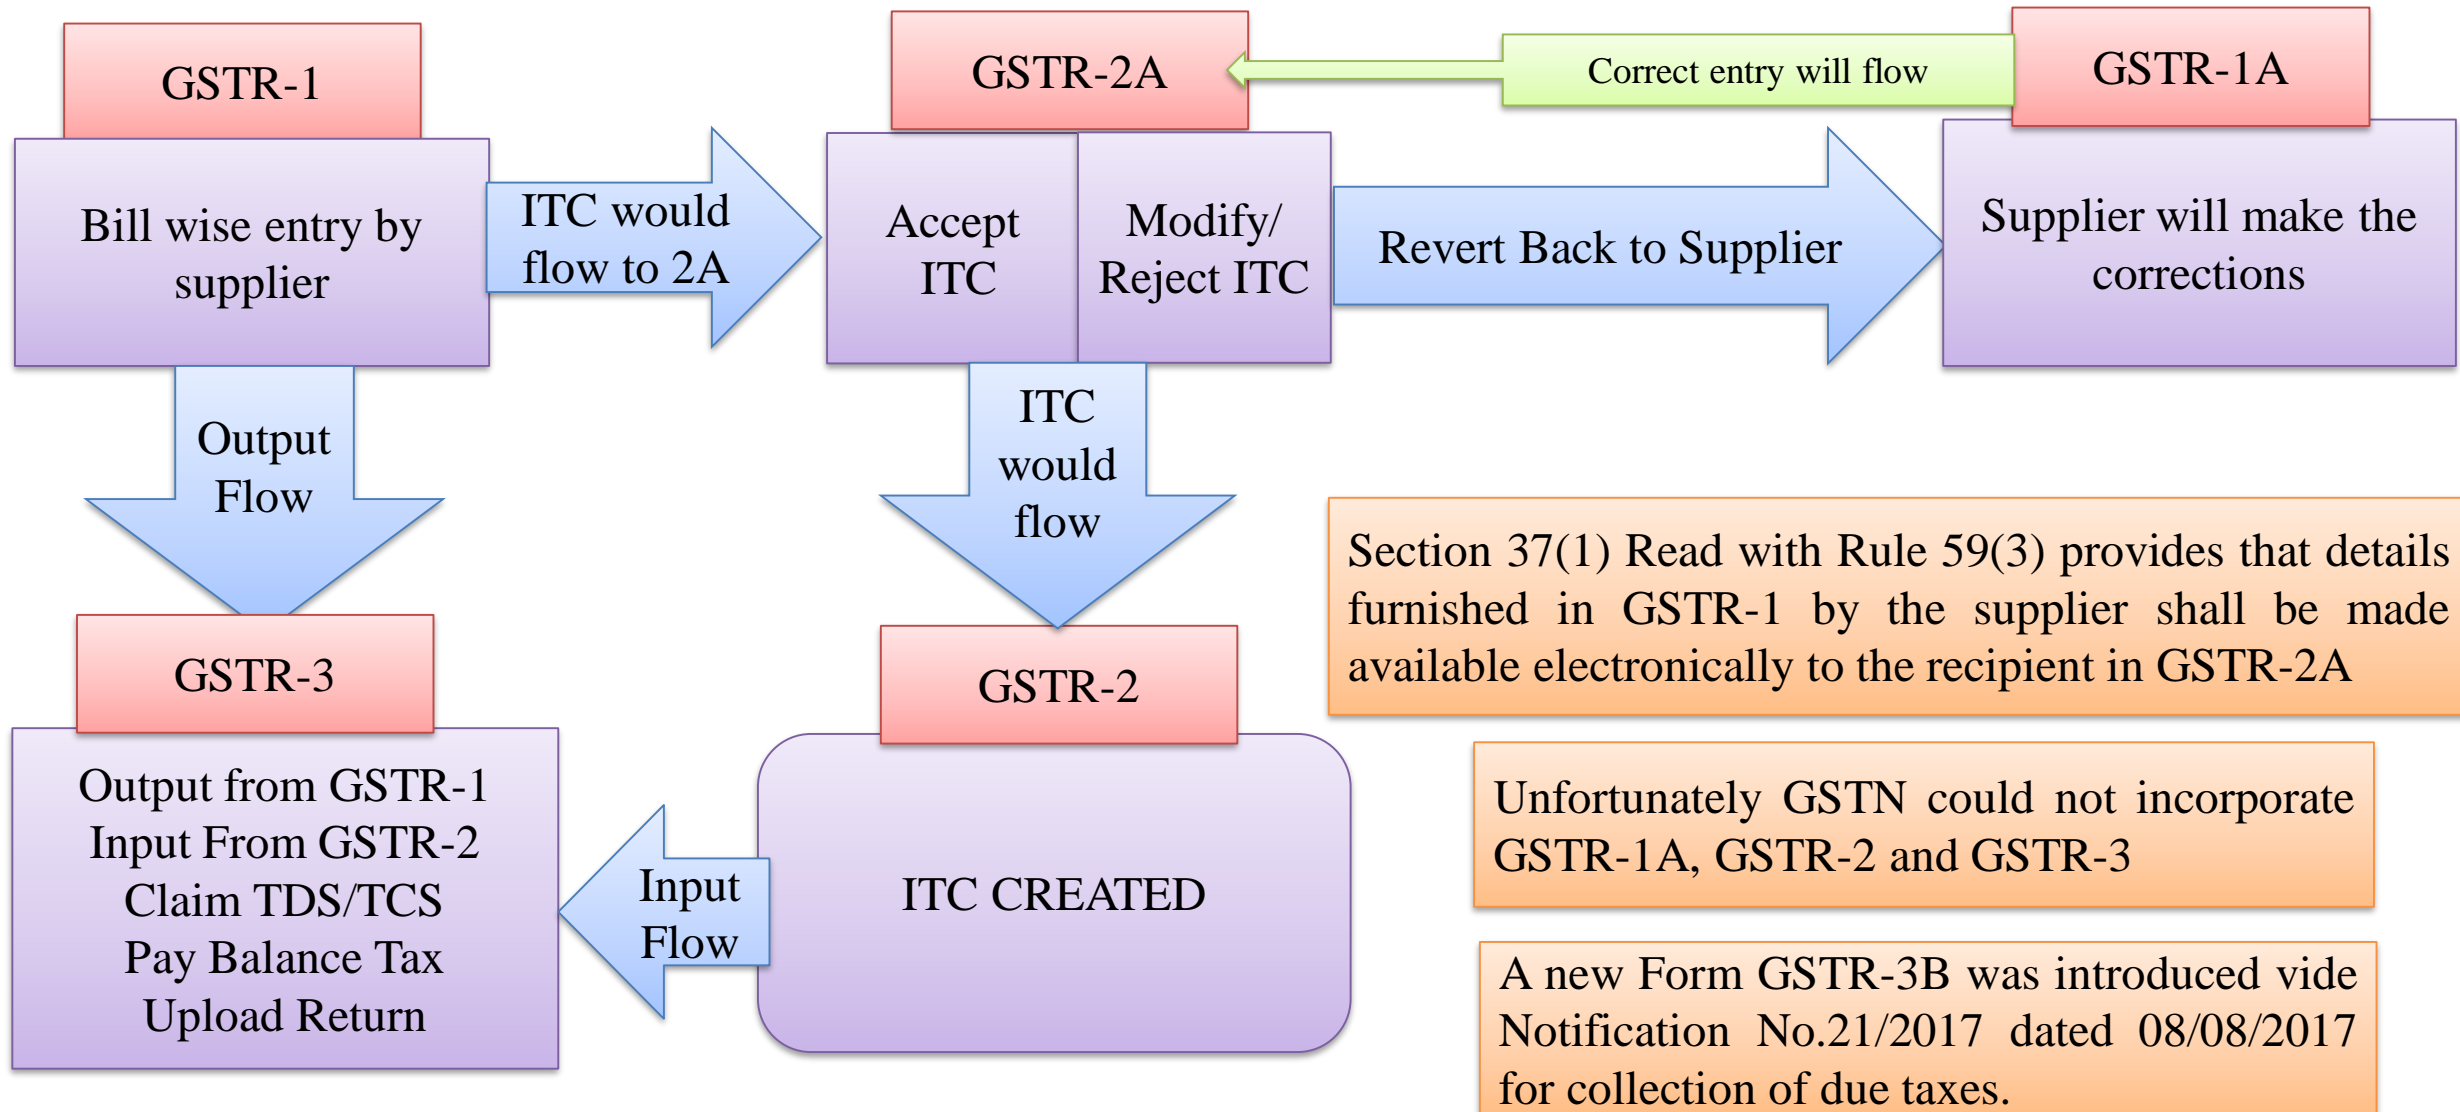 GSTR-1
Bill wise entry by
supplier
ITC would
flow to 2A
GSTR-2A
Accept
ITC
Modify/
Reject ITC
Correct entry will flow
Revert Back to Supplier
GSTR-1A
Supplier will make the
corrections
Output
Flow
ITC
would
flow
GSTR-3
Output from GSTR-1
Input From GSTR-2
Claim TDS/TCS
Pay Balance Tax
Upload Return
Input
Flow
GSTR-2
ITC CREATED
Section 37(1) Read with Rule 59(3) provides that details
furnished in GSTR-1 by the supplier shall be made
available electronically to the recipient in GSTR-2A
Unfortunately GSTN could not incorporate
GSTR-1A, GSTR-2 and GSTR-3
A new Form GSTR-3B was introduced vide
Notification No.21/2017 dated 08/08/2017
for collection of due taxes.